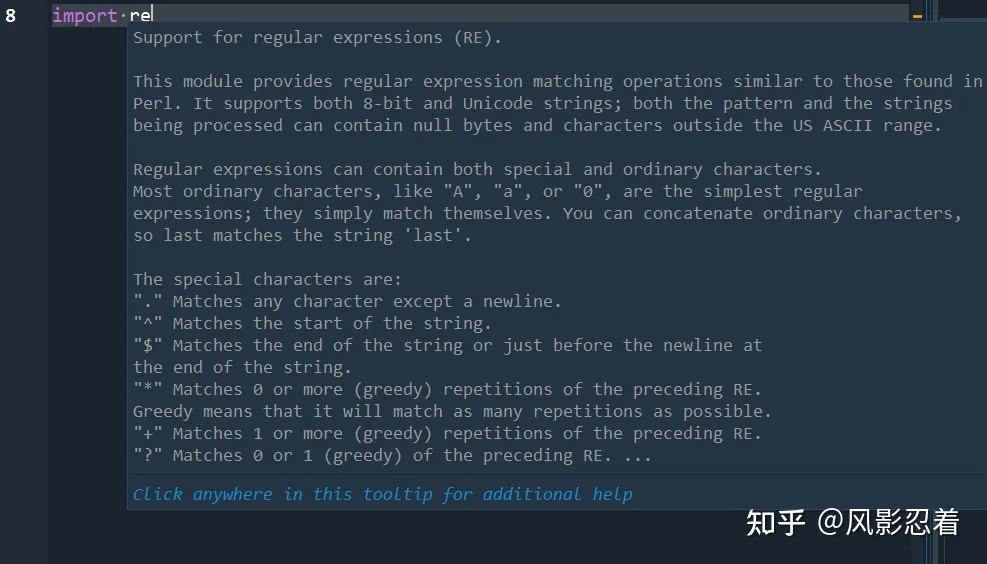 8 import re
Support for regular expressions (RE).
This module provides regular expression matching operations similar to those found in
Perl. It supports both 8-bit and Unicode strings; both the pattern and the strings
being processed can contain null bytes and characters outside the US ASCII range.
Regular expressions can contain both special and ordinary characters.
Most ordinary characters, like "A", "a", or "0", are the simplest regular
expressions; they simply match themselves. You can concatenate ordinary characters,
so last matches the string 'last'.
The special characters are:
"." Matches any character except a newline.
"^" Matches the start of the string.
"$" Matches the end of the string or just before the newline at
the end of the string.
"*" Matches 0 or more (greedy) repetitions of the preceding RE.
Greedy means that it will match as many repetitions as possible.
"+" Matches 1 or more (greedy) repetitions of the preceding RE.
"?" Matches 0 or 1 (greedy) of the preceding RE. ...
Click anywhere in this tooltip for additional help
知乎 @风影忍着